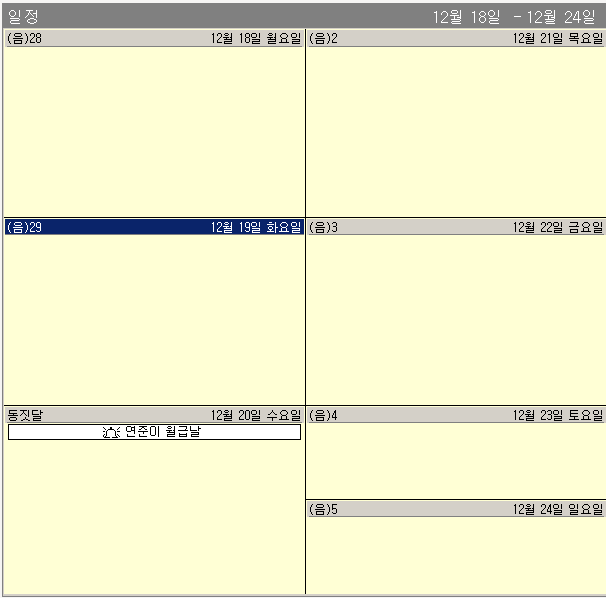 일정 12월 18일 - 12월 24일
(음)28 12월 18일 월요일
(음)29 12월 19일 화요일
동짓달 12월 20일 수요일
연준이 월급날
(음)2 12월 21일 목요일
(음)3 12월 22일 금요일
(음)4 12월 23일 토요일
(음)5 12월 24일 일요일